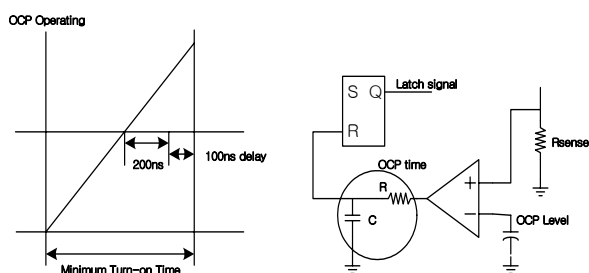 OCP Operating
200ns
100ns delay
Minimum Turn-on Time
S Q
R
Latch signal
OCP time
R
C
Rsense
OCP Level